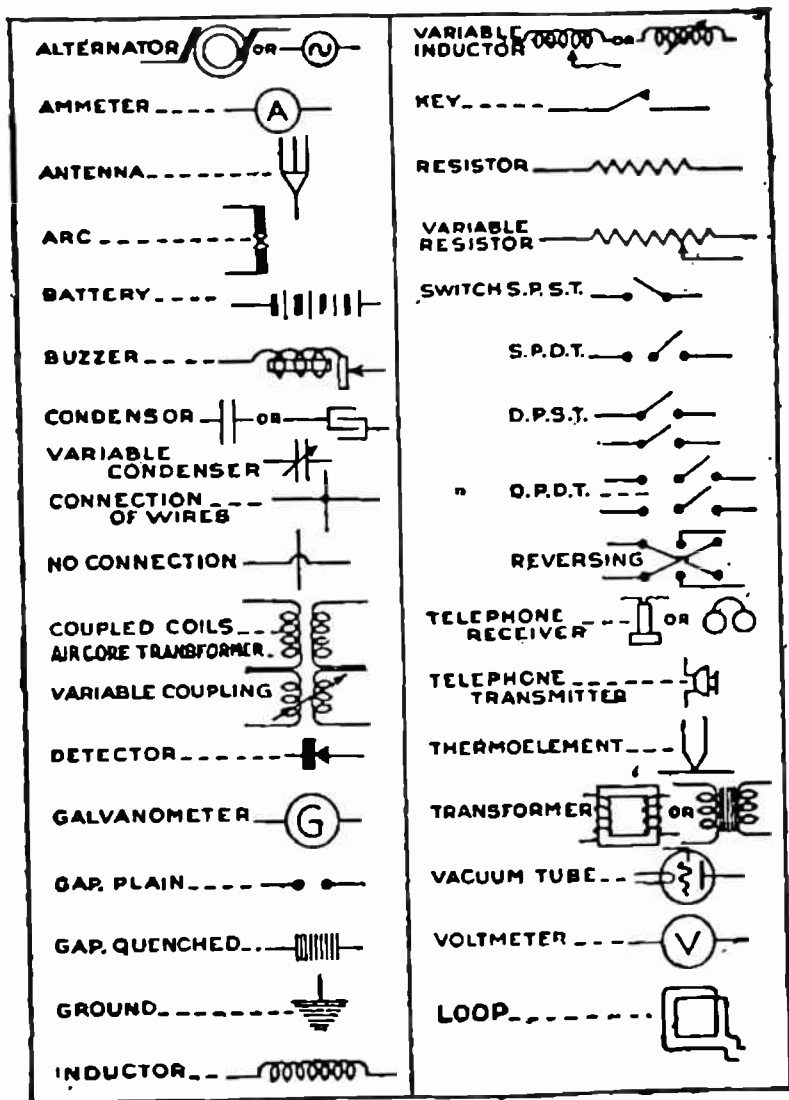 ALTERNATOR OR
AMMETER A
ANTENNA
ARC
BATTERY
BUZZER
CONDENSOR OR
VARIABLE
CONDENSER
CONNECTION
OF WIRES
NO CONNECTION
COUPLED COILS
AIR CORE TRANSFORMER
VARIABLE COUPLING
DETECTOR
GALVANOMETER G
GAP. PLAIN
GAP. QUENCHED
GROUND
INDUCTOR
VARIABLE
INDUCTOR OR
KEY
RESISTOR
VARIABLE
RESISTOR
SWITCH S.P.S.T.
S.P.D.T.
D.P.S.T.
" D.P.D.T.
REVERSING
TELEPHONE
RECEIVER OR
TELEPHONE
TRANSMITTER
THERMOELEMENT
TRANSFORMER OR
VACUUM TUBE
VOLTMETER V
LOOP